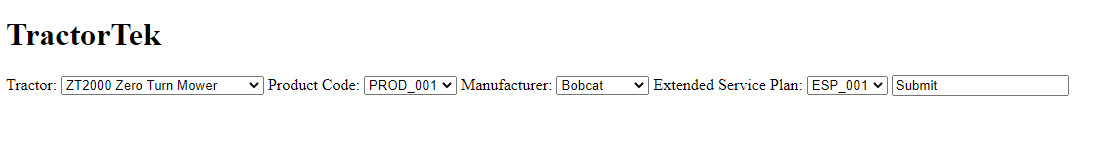 TractorTek
Tractor: ZT2000 Zero Turn Mower Product Code: PROD_001 Manufacturer: Bobcat Extended Service Plan: ESP_001 Submit